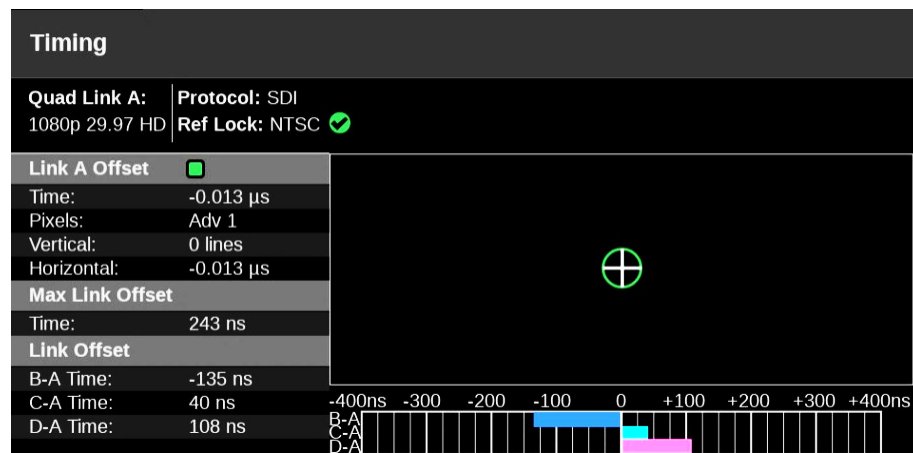 Timing
Quad Link A: Protocol: SDI
1080p 29.97 HD Ref Lock: NTSC
Link A Offset
Time: -0.013 µs
Pixels: Adv 1
Vertical: 0 lines
Horizontal: -0.013 µs
Max Link Offset
Time: 243 ns
Link Offset
B-A Time: -135 ns
C-A Time: 40 ns
D-A Time: 108 ns
-400ns -300 -200 -100 0 +100 +200 +300 +400ns
B-A
C-A
D-A